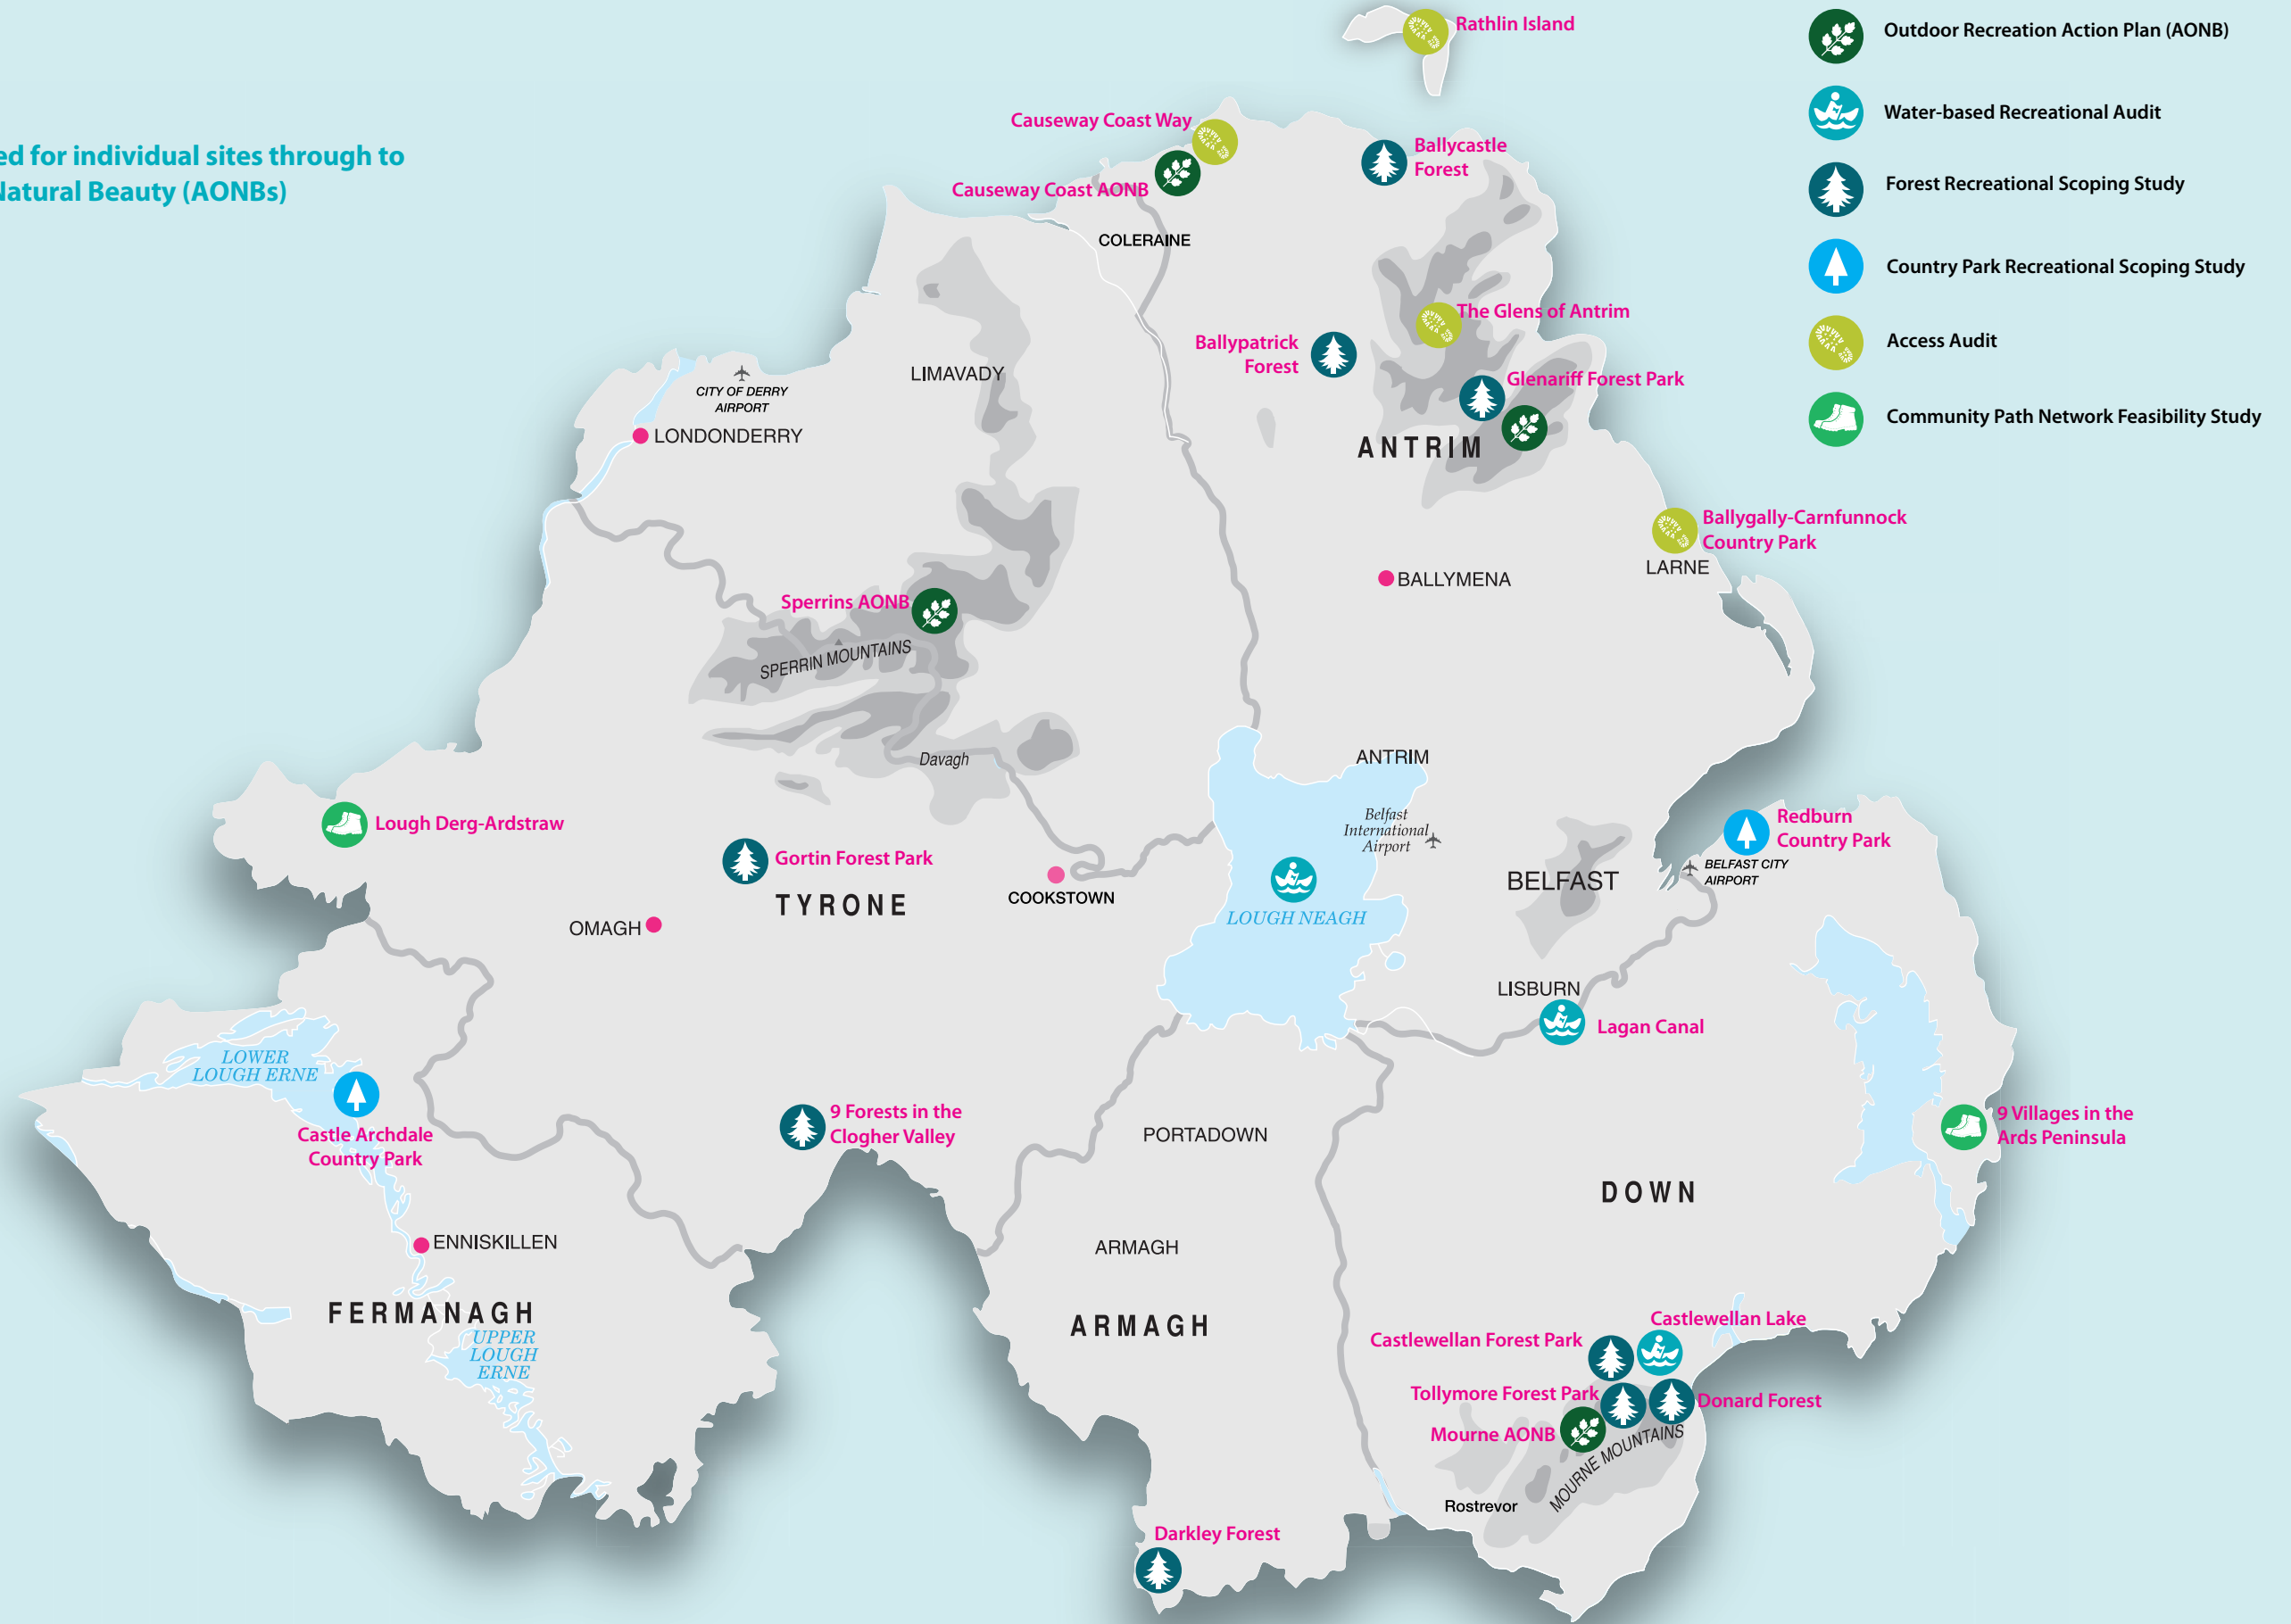 ed for individual sites through to
Natural Beauty (AONBs)
Outdoor Recreation Action Plan (AONB)
Water-based Recreational Audit
Forest Recreational Scoping Study
Country Park Recreational Scoping Study
Access Audit
Community Path Network Feasibility Study
Rathlin Island
Causeway Coast Way
Causeway Coast AONB
Ballycastle
Forest
COLERAINE
The Glens of Antrim
Ballypatrick
Forest
LIMAVADY
Glenariff Forest Park
CITY OF DERRY
AIRPORT
LONDONDERRY
ANTRIM
Ballygally-Carnfunnock
Country Park
LARNE
BALLYMENA
Sperrins AONB
SPERRIN MOUNTAINS
Davagh
ANTRIM
Belfast
International
Airport
Lough Derg-Ardstraw
Redburn
Country Park
BELFAST CITY
AIRPORT
Gortin Forest Park
TYRONE
COOKSTOWN
BELFAST
LOUGH NEAGH
OMAGH
LISBURN
Lagan Canal
LOWER
LOUGH ERNE
Castle Archdale
Country Park
9 Forests in the
Clogher Valley
PORTADOWN
9 Villages in the
Ards Peninsula
DOWN
ENNISKILLEN
ARMAGH
FERMANAGH
UPPER
LOUGH
ERNE
ARMAGH
Castlewellan Lake
Castlewellan Forest Park
Tollymore Forest Park
Donard Forest
Mourne AONB
MOURNE MOUNTAINS
Rostrevor
Darkley Forest